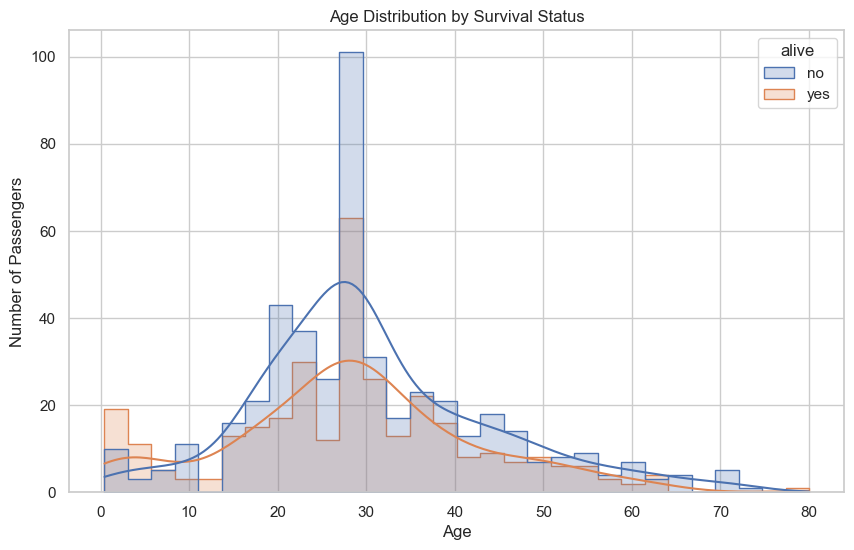 Age Distribution by Survival Status
alive
no
yes
Number of Passengers
100
80
60
40
20
0
0 10 20 30 40 50 60 70 80
Age